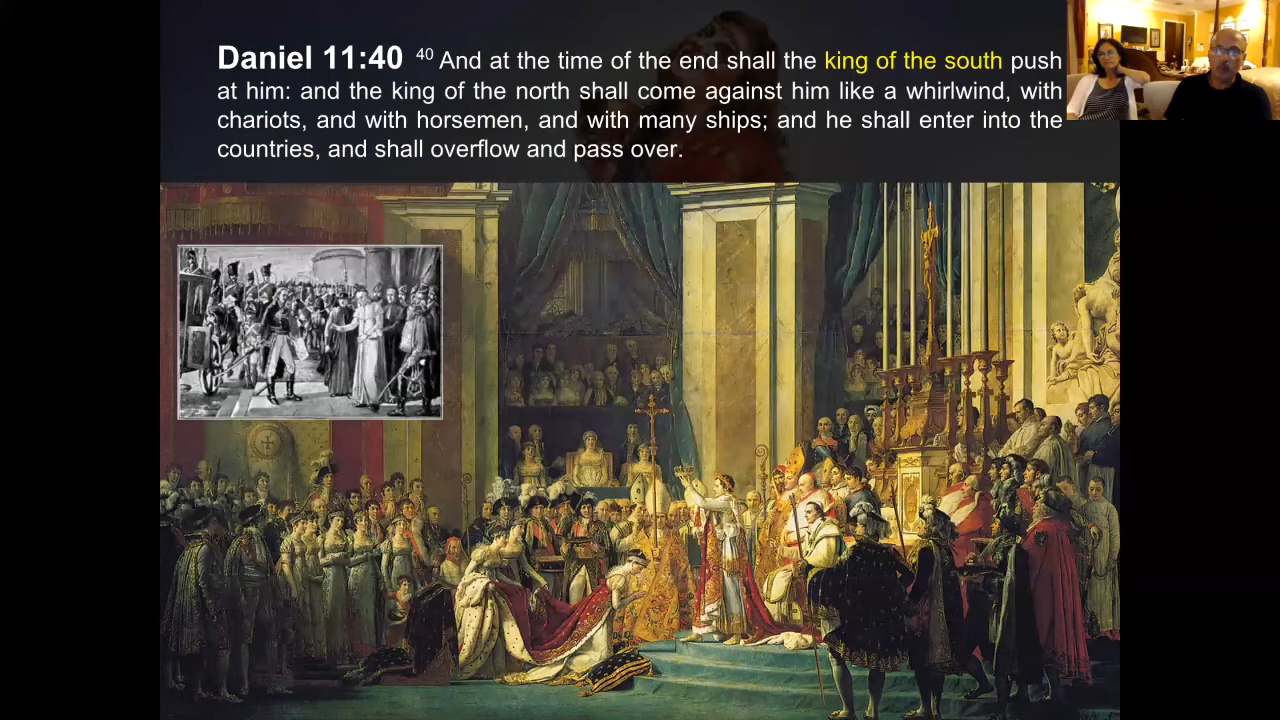 Daniel 11:40 40 And at the time of the end shall the king of the south push
at him: and the king of the north shall come against him like a whirlwind, with
chariots, and with horsemen, and with many ships; and he shall enter into the
countries, and shall overflow and pass over.